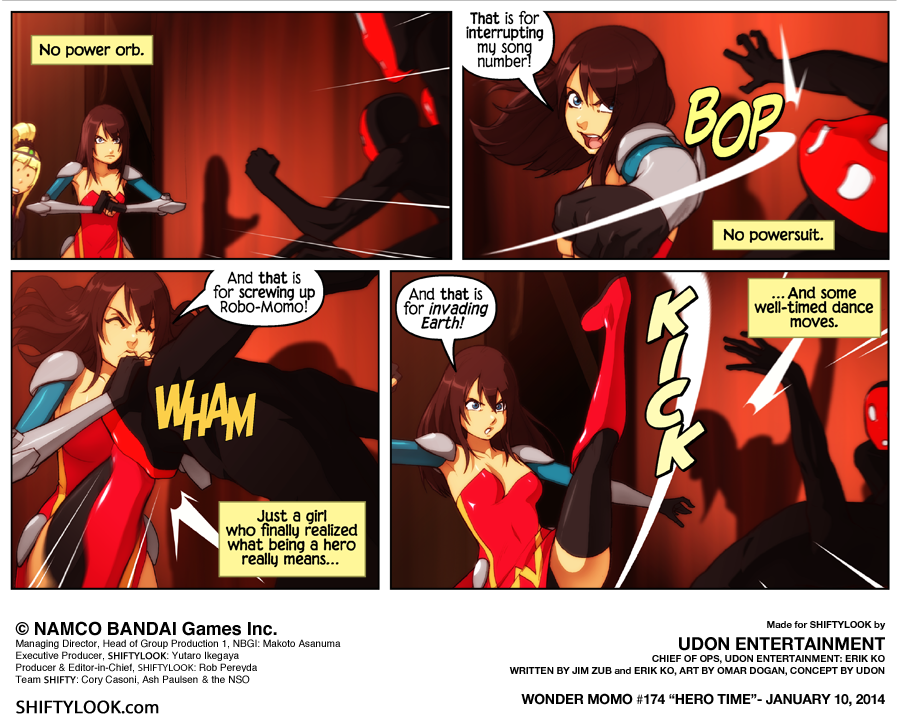 No power orb.
That is for
interrupting
my song
number!
BOP
No powersuit.
And that is
for screwing up
Robo-Momo!
WHAM
Just a girl
who finally realized
what being a hero
really means...
And that is
for invading
Earth!
KICK
...And some
well-timed dance
moves.
© NAMCO BANDAI Games Inc.
Managing Director, Head of Group Production 1, NBGI: Makoto Asanuma
Executive Producer, SHIFTYLOOK: Yutaro Ikegaya
Producer & Editor-in-Chief, SHIFTYLOOK: Rob Pereyda
Team SHIFTY: Cory Casoni, Ash Paulsen & the NSO
SHIFTYLOOK.com
Made for SHIFTYLOOK by
UDON ENTERTAINMENT
CHIEF OF OPS, UDON ENTERTAINMENT: ERIK KO
WRITTEN BY JIM ZUB and ERIK KO, ART BY OMAR DOGAN, CONCEPT BY UDON
WONDER MOMO #174 “HERO TIME”- JANUARY 10, 2014